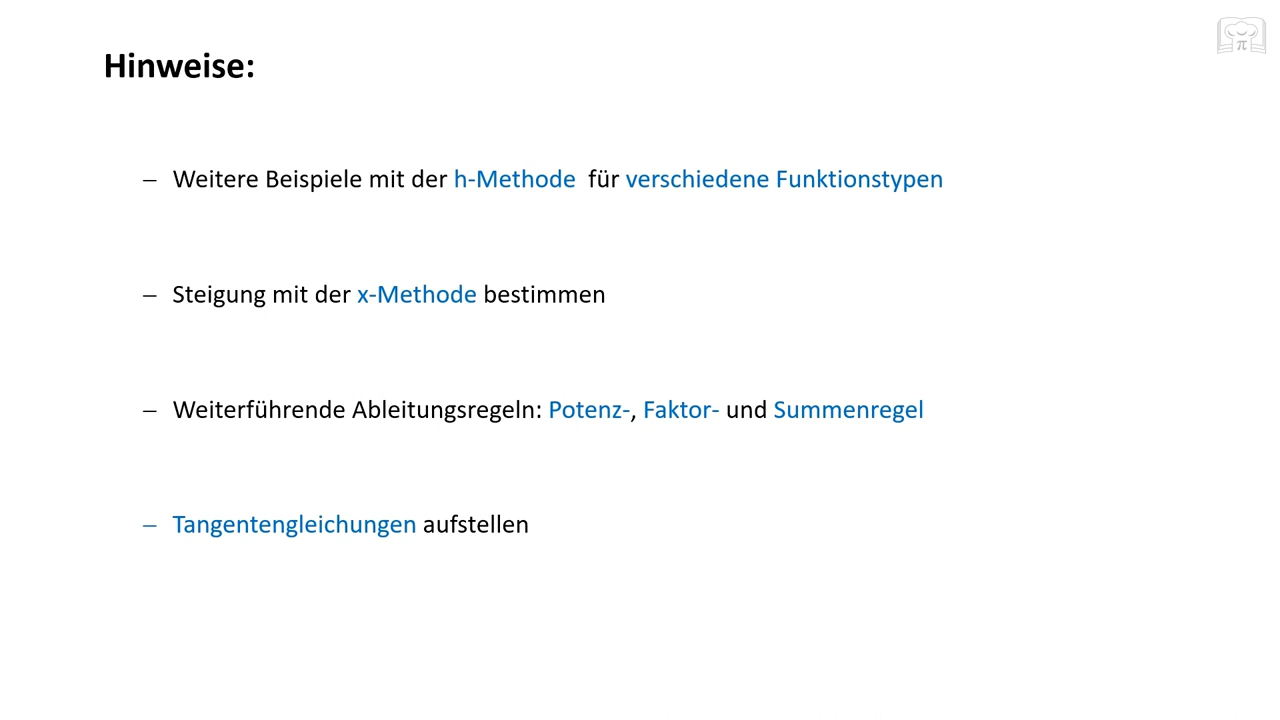 Hinweise:
– Weitere Beispiele mit der h-Methode für verschiedene Funktionstypen
– Steigung mit der x-Methode bestimmen
– Weiterführende Ableitungsregeln: Potenz-, Faktor- und Summenregel
– Tangentengleichungen aufstellen
π